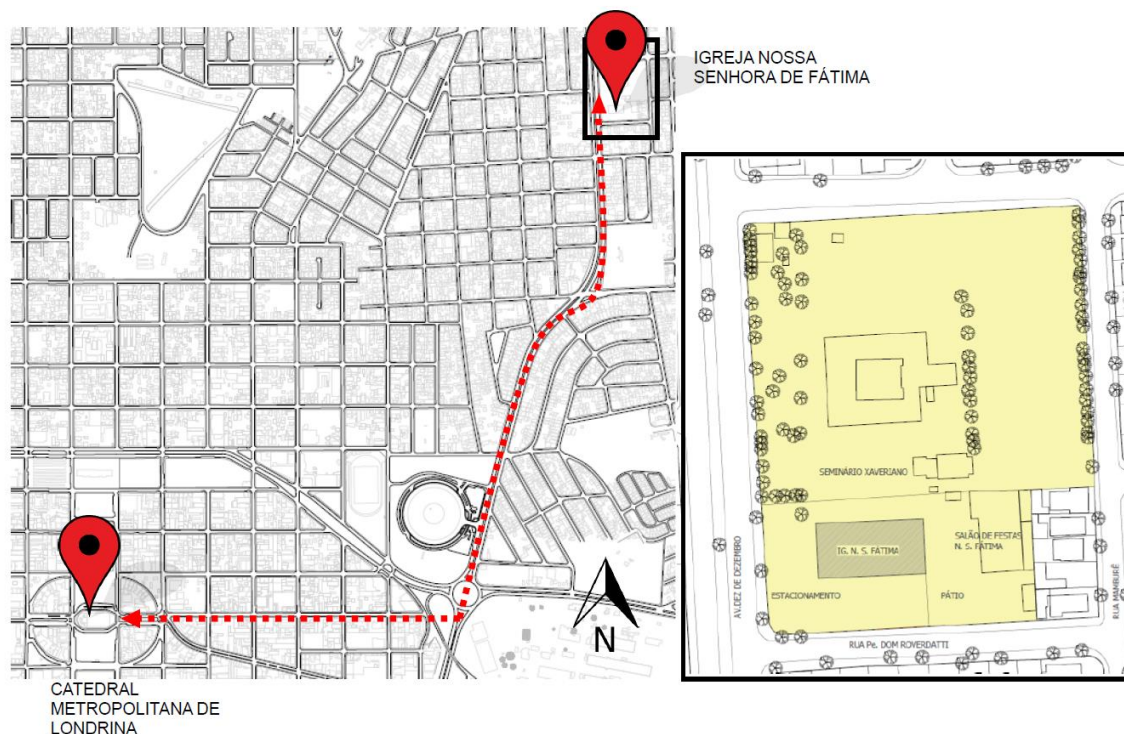 IGREJA NOSSA
SENHORA DE FÁTIMA
SEMINÁRIO XAVERIANO
IG. N. S. FÁTIMA
SALÃO DE FESTAS
N. S. FÁTIMA
ESTACIONAMENTO
PÁTIO
AV.DEZ DE DEZEMBRO
RUA MAMBURÊ
RUA Pe. DOM ROVERDATTI
N
CATEDRAL
METROPOLITANA DE
LONDRINA